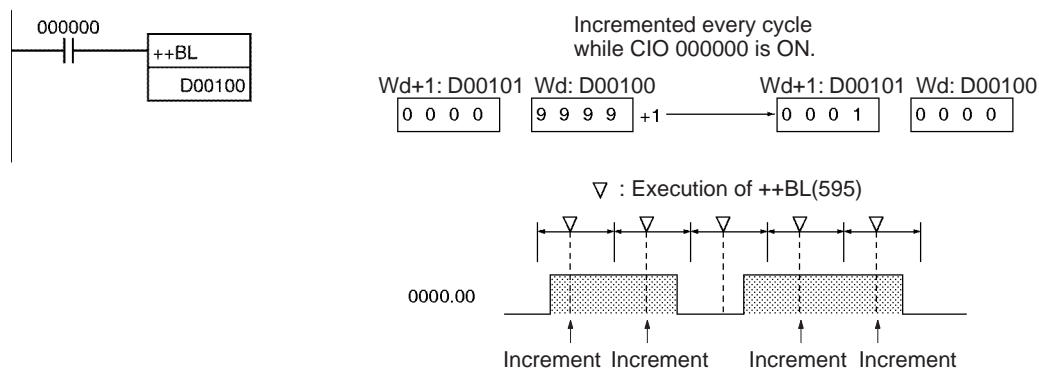 000000
++BL
D00100
Incremented every cycle
while CIO 000000 is ON.
Wd+1: D00101 Wd: D00100 Wd+1: D00101 Wd: D00100
0 0 0 0 9 9 9 9 +1 0 0 0 1 0 0 0 0
▽ : Execution of ++BL(595)
0000.00
Increment Increment Increment Increment